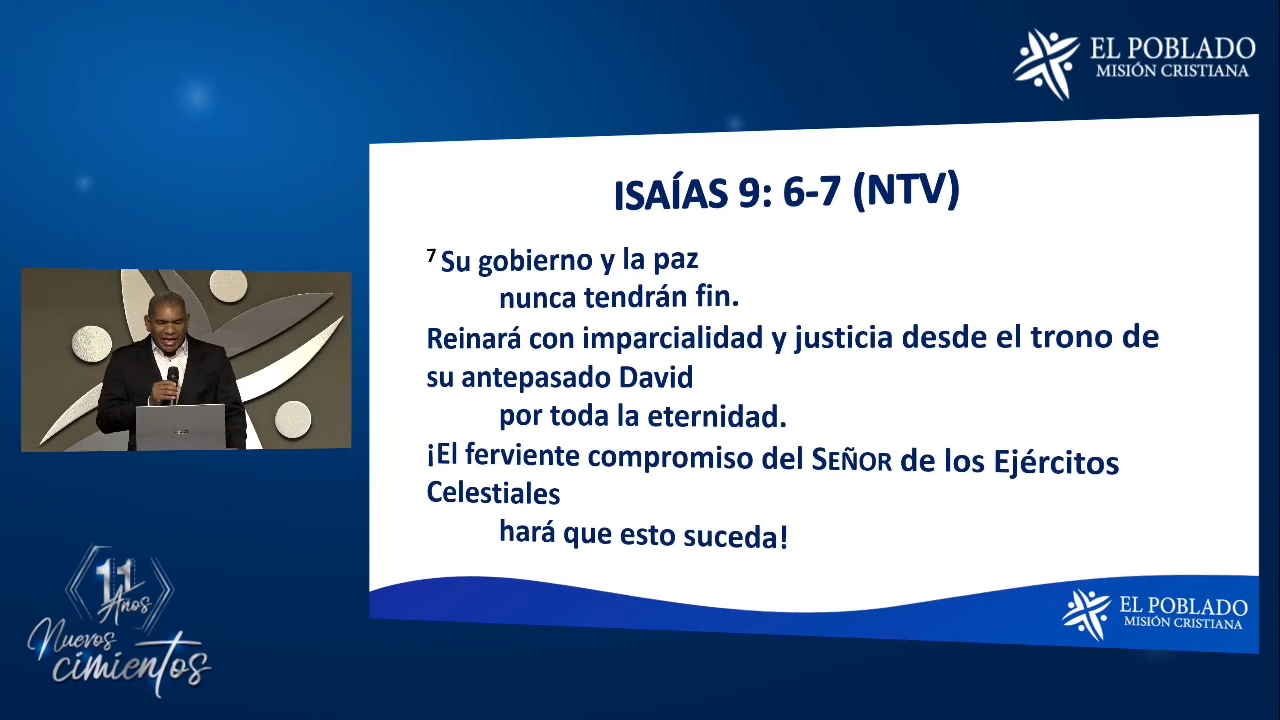 EL POBLADO
MISIÓN CRISTIANA
ISAÍAS 9: 6-7 (NTV)
7 Su gobierno y la paz
nunca tendrán fin.
Reinará con imparcialidad y justicia desde el trono de
su antepasado David
por toda la eternidad.
¡El ferviente compromiso del SEÑOR de los Ejércitos
Celestiales
hará que esto suceda!
11
Años
Nuevos
cimientos
EL POBLADO
MISIÓN CRISTIANA